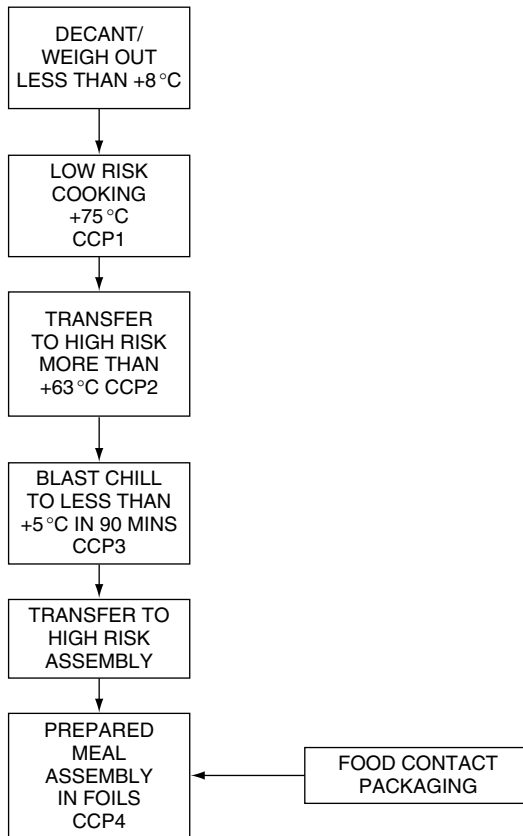 DECANT/
WEIGH OUT
LESS THAN +8 °C
LOW RISK
COOKING
+75 °C
CCP1
TRANSFER
TO HIGH RISK
MORE THAN
+63 °C CCP2
BLAST CHILL
TO LESS THAN
+5 °C IN 90 MINS
CCP3
TRANSFER TO
HIGH RISK
ASSEMBLY
PREPARED
MEAL
ASSEMBLY
IN FOILS
CCP4
FOOD CONTACT
PACKAGING